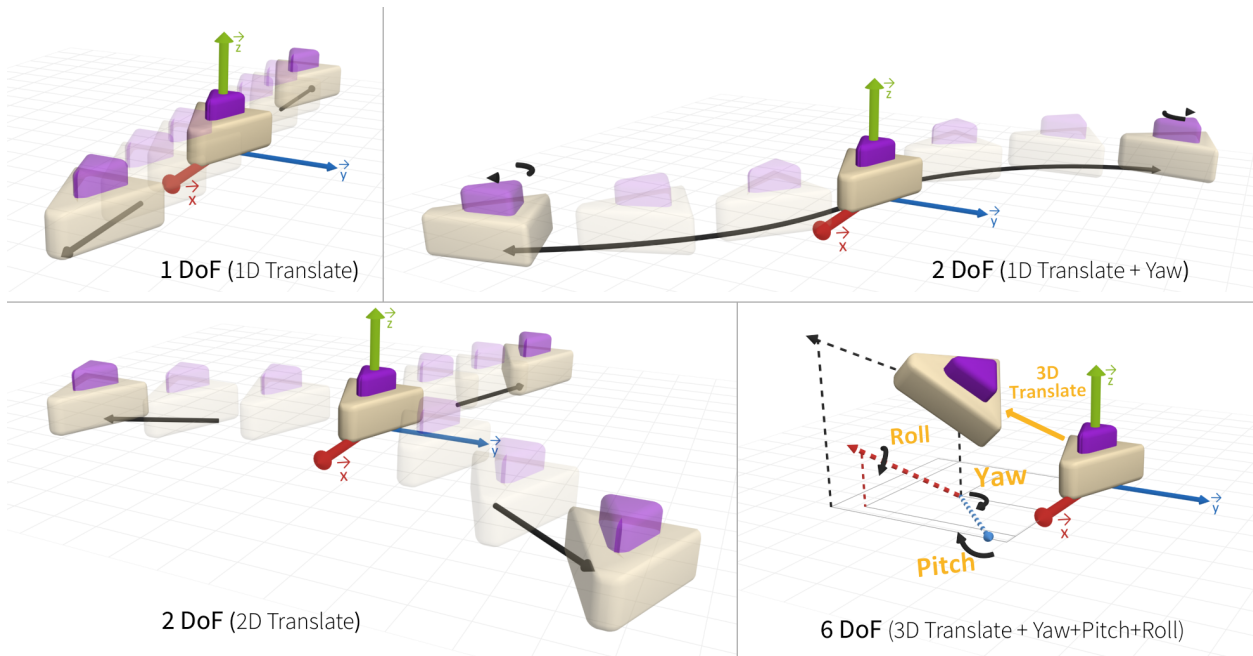 z
y
x
1 DoF (1D Translate)
z
y
x
2 DoF (1D Translate + Yaw)
z
y
x
2 DoF (2D Translate)
3D
Translate
z
Roll
Yaw
y
x
Pitch
6 DoF (3D Translate + Yaw+Pitch+Roll)